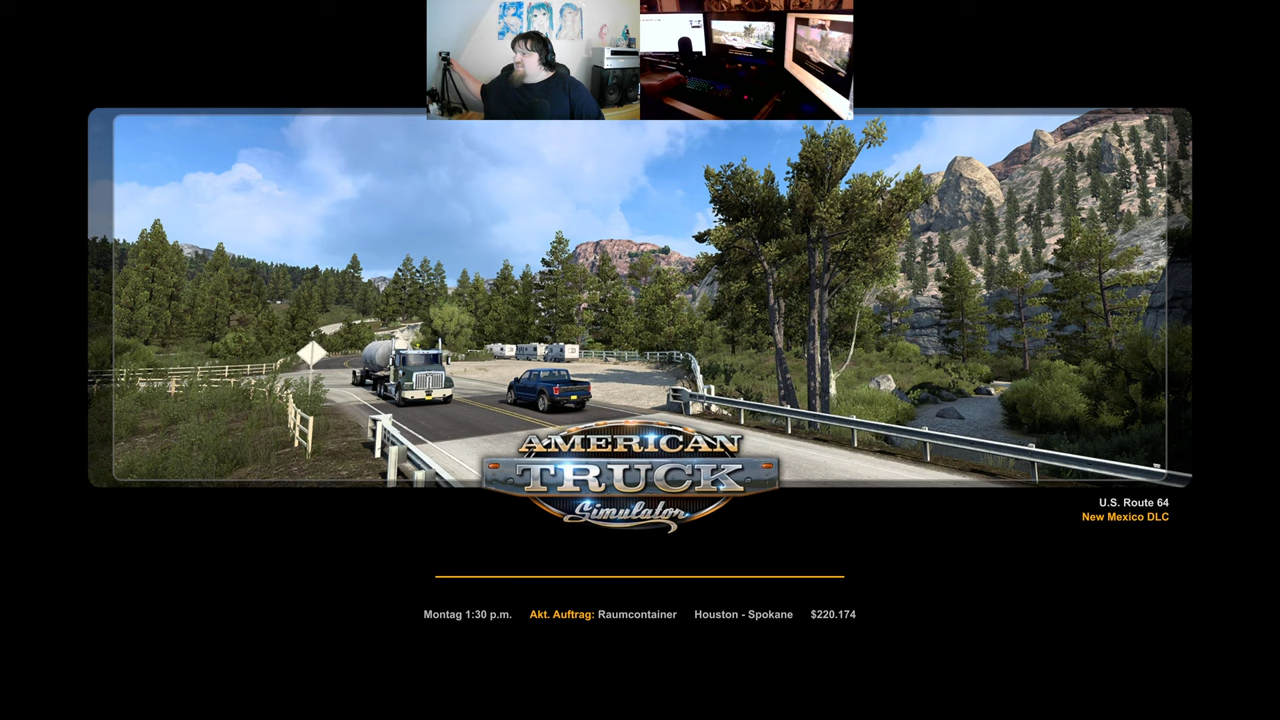 AMERICAN
TRUCK
Simulator
U.S. Route 64
New Mexico DLC
Montag 1:30 p.m. Akt. Auftrag: Raumcontainer Houston - Spokane $220.174